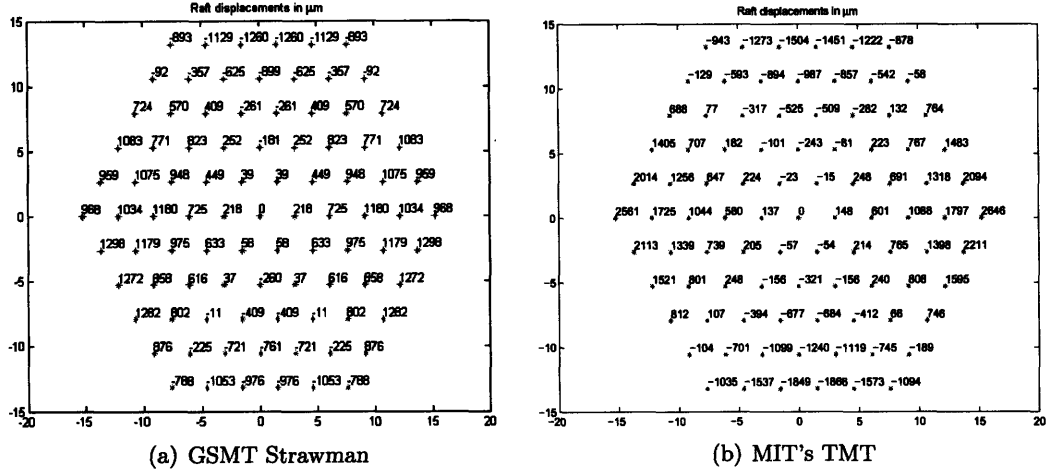 Raft displacements in μm
15
-893 -1129 -1260 -1260 -1129 -893
10
-92 -357 -625 -899 -625 -357 -92
724 570 409 -261 -261 409 570 724
5
1083 771 823 252 -181 252 823 771 1083
959 1075 948 449 39 39 449 948 1075 959
0
968 1034 1180 725 218 0 218 725 1180 1034 968
1298 1179 975 633 58 58 633 975 1179 1298
-5
1272 858 616 37 -260 37 616 858 1272
1282 802 -11 -409 -409 -11 802 1282
-10
876 -225 -721 -761 -721 -225 876
-788 -1053 -976 -976 -1053 -788
-15
-20 -15 -10 -5 0 5 10 15 20
(a) GSMT Strawman
Raft displacements in μm
15
-943 -1273 -1504 -1451 -1222 -878
10
-129 -593 -894 -987 -857 -542 -58
688 77 -317 -525 -509 -282 132 764
5
1405 707 182 -101 -243 -81 223 767 1483
2014 1256 647 224 -23 -15 248 691 1318 2094
0
2561 1725 1044 580 137 0 148 601 1088 1797 2646
2113 1339 739 205 -57 -54 214 765 1398 2211
-5
1521 801 248 -156 -321 -156 240 808 1595
812 107 -394 -677 -684 -412 66 746
-10
-104 -701 -1099 -1240 -1119 -745 -189
-1035 -1537 -1849 -1866 -1573 -1094
-15
-20 -15 -10 -5 0 5 10 15 20
(b) MIT's TMT